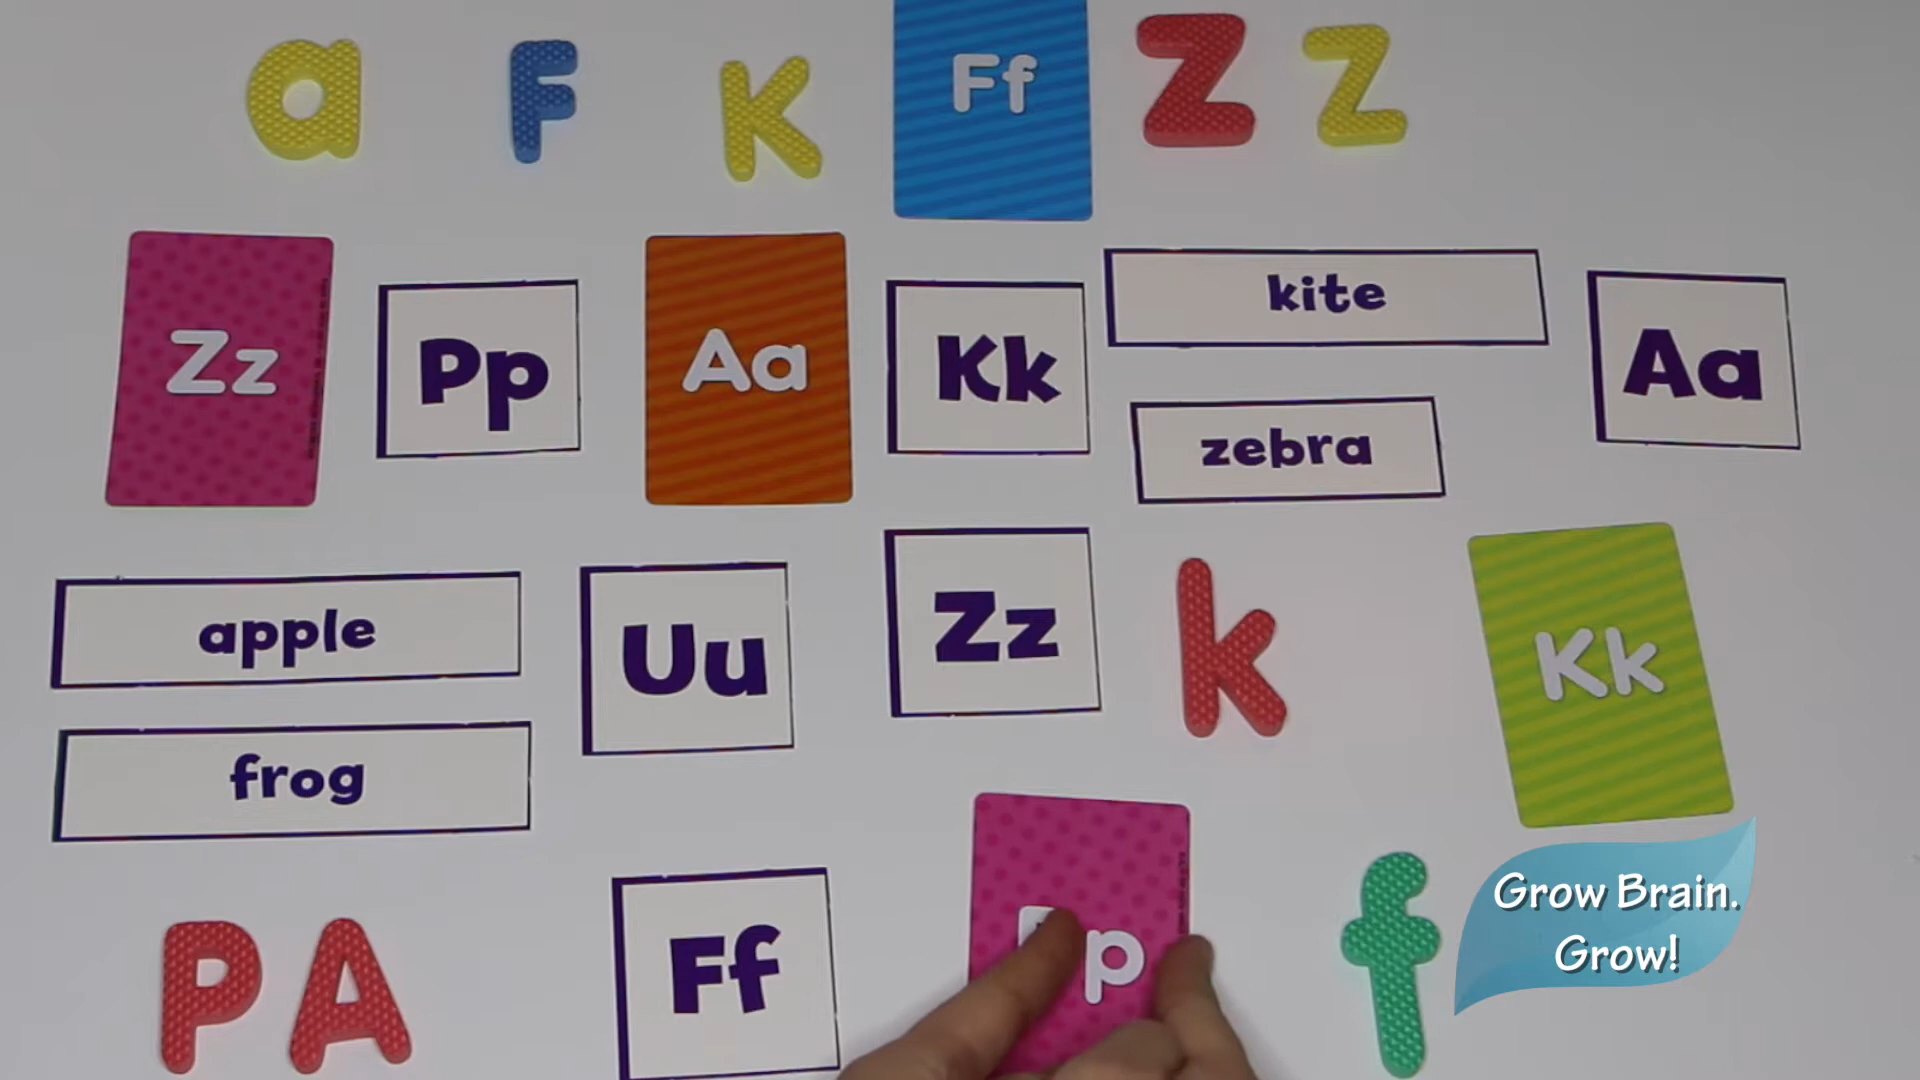 a F K Ff Z z
Zz Pp Aa Kk kite Aa
zebra
apple Uu Zz k Kk
frog
P A Ff p f
Grow Brain.
Grow!